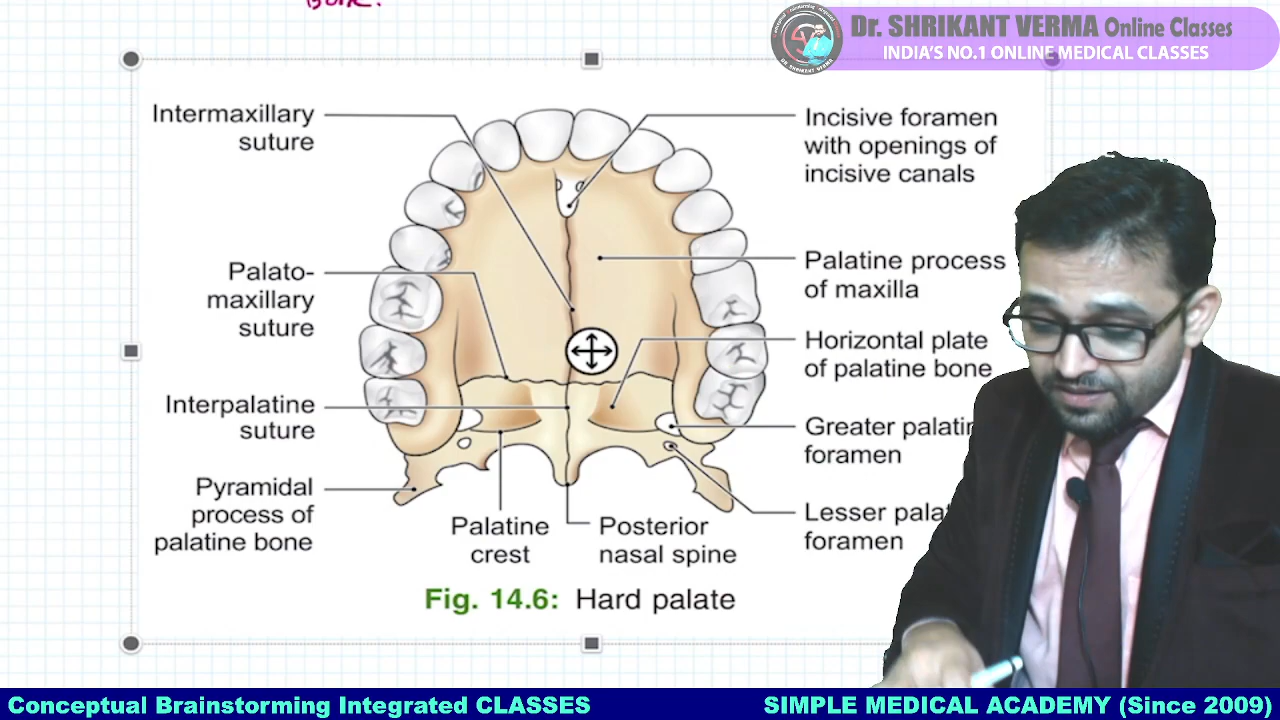 Bone.
Dr. SHRIKANT VERMA Online Classes
INDIA'S NO.1 ONLINE MEDICAL CLASSES
Intermaxillary
suture
Palato-
maxillary
suture
Interpalatine
suture
Pyramidal
process of
palatine bone
Palatine
crest
Posterior
nasal spine
Incisive foramen
with openings of
incisive canals
Palatine process
of maxilla
Horizontal plate
of palatine bone
Greater
foramen
Lesser
foramen
Fig. 14.6: Hard palate
Conceptual Brainstorming Integrated CLASSES
SIMPLE MEDICAL ACADEMY (Since 2009)